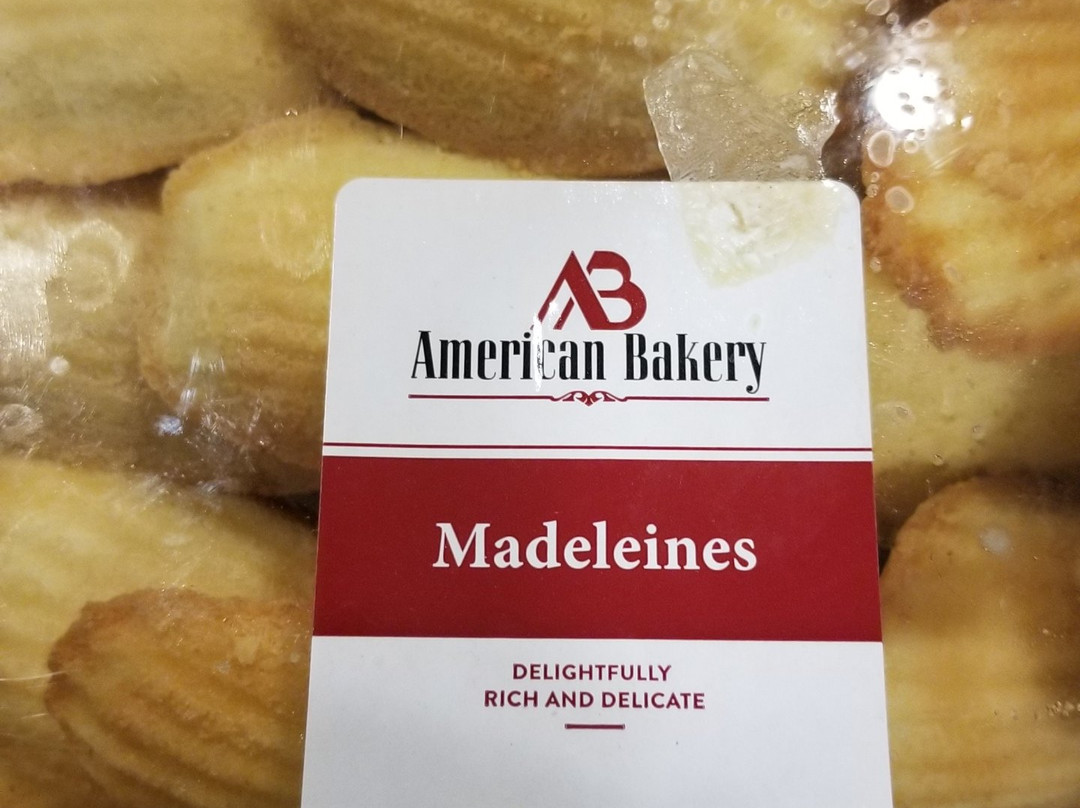 AB
American Bakery
Madeleines
DELIGHTFULLY
RICH AND DELICATE